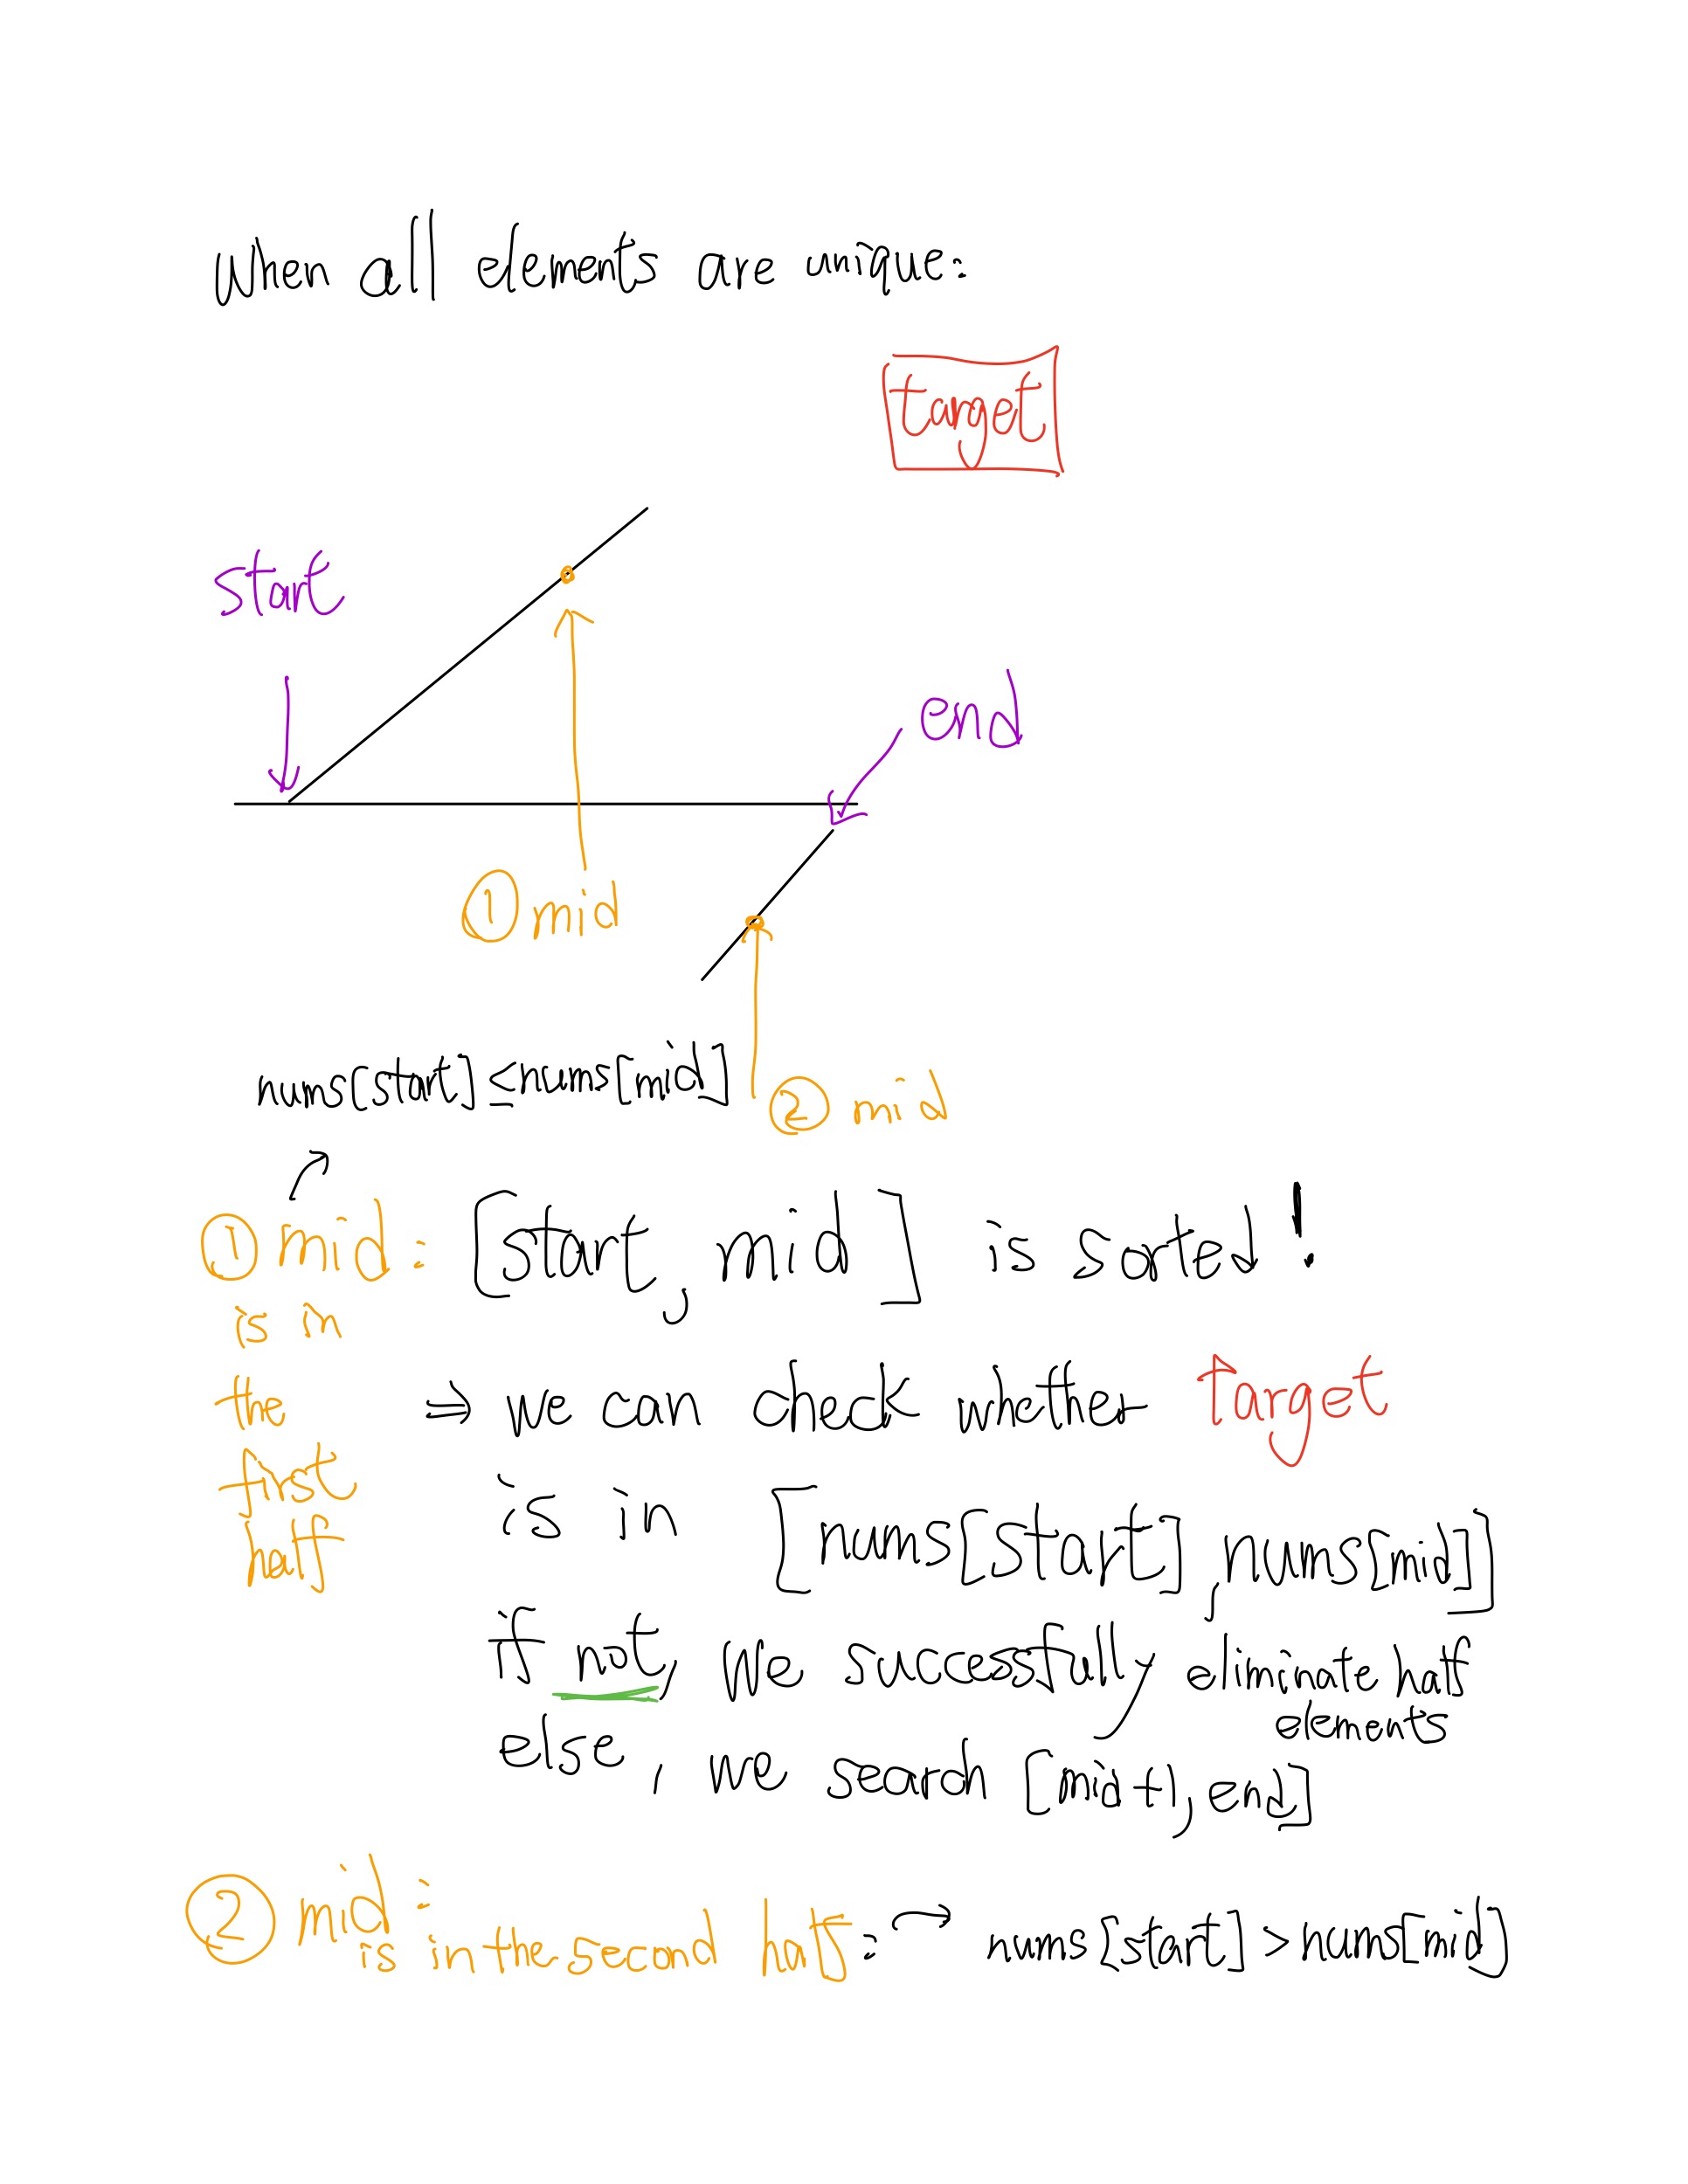 when all elements are unique:
target
start
end
① mid
nums[start] ≤ nums[mid]
② mid
① mid: [start, mid] is sorted!
is in
the
first
half
⇒ we can check whether target
is in [nums[start], nums[mid]]
if not, we succesfully eliminate half
elements
else, we search [mid+1, end]
② mid:
is in the second half: → nums[start] > nums[mid]